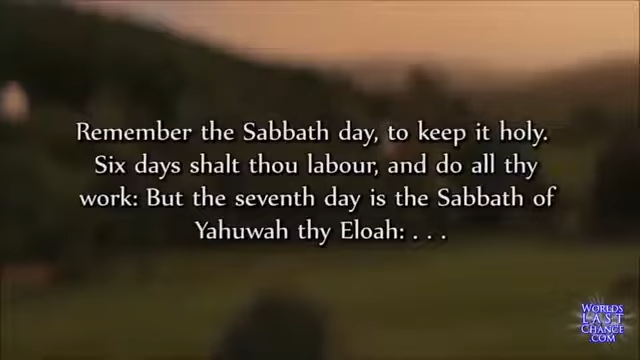 Remember the Sabbath day, to keep it holy.
Six days shalt thou labour, and do all thy
work: But the seventh day is the Sabbath of
Yahuwah thy Eloah: . . .
WORLDS
LAST
CHANCE
.COM